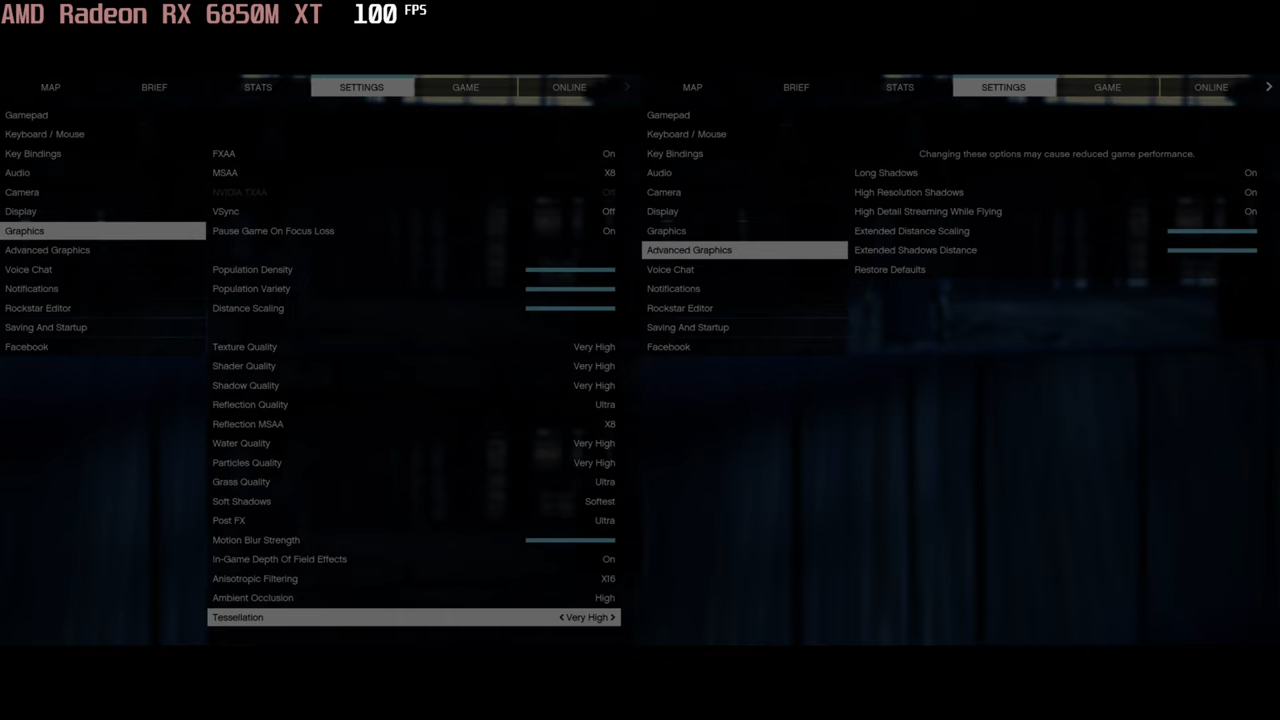 AMD Radeon RX 6850M XT 100 FPS
MAP BRIEF STATS SETTINGS GAME ONLINE
Gamepad
Keyboard / Mouse
Key Bindings
Audio
Camera
Display
Graphics
Advanced Graphics
Voice Chat
Notifications
Rockstar Editor
Saving And Startup
Facebook
FXAA On
MSAA X8
NVIDIA TXAA Off
VSync Off
Pause Game On Focus Loss On
Population Density
Population Variety
Distance Scaling
Texture Quality Very High
Shader Quality Very High
Shadow Quality Very High
Reflection Quality Ultra
Reflection MSAA X8
Water Quality Very High
Particles Quality Very High
Grass Quality Ultra
Soft Shadows Softest
Post FX Ultra
Motion Blur Strength
In-Game Depth Of Field Effects On
Anisotropic Filtering X16
Ambient Occlusion High
Tessellation < Very High >
MAP BRIEF STATS SETTINGS GAME ONLINE
Gamepad
Keyboard / Mouse
Key Bindings
Audio
Camera
Display
Graphics
Advanced Graphics
Voice Chat
Notifications
Rockstar Editor
Saving And Startup
Facebook
Changing these options may cause reduced game performance.
Long Shadows On
High Resolution Shadows On
High Detail Streaming While Flying On
Extended Distance Scaling
Extended Shadows Distance
Restore Defaults